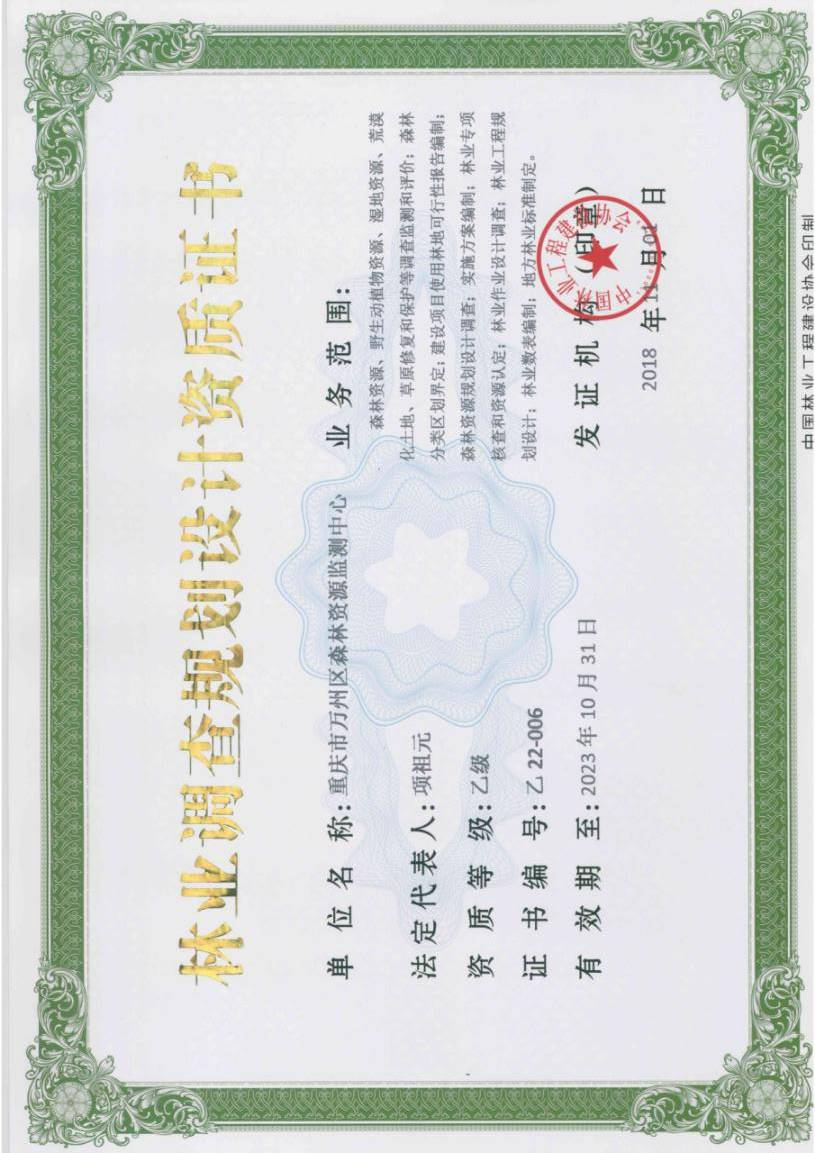 林业调查规划设计资质证书
单位名称：重庆市万州区森林资源监测中心
法定代表人：项祖元
资质等级：乙级
证书编号：乙 22-006
有效期至：2023 年 10 月 31 日
业务范围：
森林资源、野生动植物资源、湿地资源、荒漠
化土地、草原修复和保护等调查监测和评价；森林
分类区划界定；建设项目使用林地可行性报告编制；
森林资源规划设计调查；实施方案编制；林业专项
核查和资源认定；林业作业设计调查；林业工程规
划设计；林业数表编制；地方林业标准制定。
发证机构（印章）
中国林业工程建设协会
2018 年 11 月 01 日
中国林业工程建设协会印制